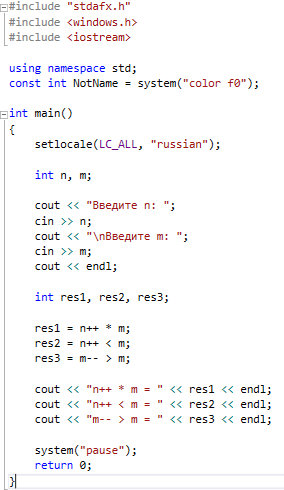 #include "stdafx.h"
#include <windows.h>
#include <iostream>
using namespace std;
const int NotName = system("color f0");
int main()
{
setlocale(LC_ALL, "russian");
int n, m;
cout << "Введите n: ";
cin >> n;
cout << "\nВведите m: ";
cin >> m;
cout << endl;
int res1, res2, res3;
res1 = n++ * m;
res2 = n++ < m;
res3 = m-- > m;
cout << "n++ * m = " << res1 << endl;
cout << "n++ < m = " << res2 << endl;
cout << "m-- > m = " << res3 << endl;
system("pause");
return 0;
}